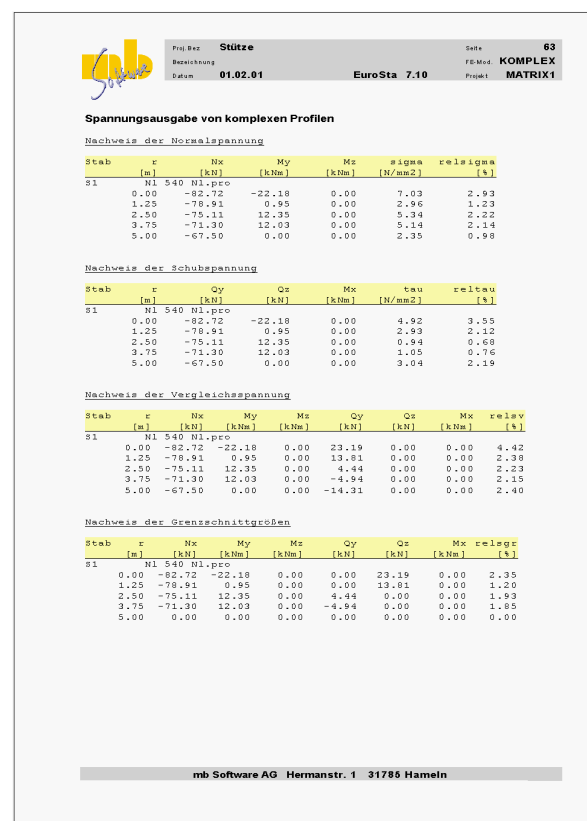 mb
Software
Proj.Bez Stütze Seite 63
Bezeichnung FE-Mod. KOMPLEX
Datum 01.02.01 EuroSta 7.10 Projekt MATRIX1
Spannungsausgabe von komplexen Profilen
Nachweis der Normalspannung
Stab r Nx My Mz sigma relsigma
[m] [kN] [kNm] [kNm] [N/mm2] [%]
S1 Nl 540 Nl.pro
0.00 -82.72 -22.18 0.00 7.03 2.93
1.25 -78.91 0.95 0.00 2.96 1.23
2.50 -75.11 12.35 0.00 5.34 2.22
3.75 -71.30 12.03 0.00 5.14 2.14
5.00 -67.50 0.00 0.00 2.35 0.98
Nachweis der Schubspannung
Stab r Qy Qz Mx tau reltau
[m] [kN] [kN] [kNm] [N/mm2] [%]
S1 Nl 540 Nl.pro
0.00 -82.72 -22.18 0.00 4.92 3.55
1.25 -78.91 0.95 0.00 2.93 2.12
2.50 -75.11 12.35 0.00 0.94 0.68
3.75 -71.30 12.03 0.00 1.05 0.76
5.00 -67.50 0.00 0.00 3.04 2.19
Nachweis der Vergleichsspannung
Stab r Nx My Mz Qy Qz Mx relsv
[m] [kN] [kNm] [kNm] [kN] [kN] [kNm] [%]
S1 Nl 540 Nl.pro
0.00 -82.72 -22.18 0.00 23.19 0.00 0.00 4.42
1.25 -78.91 0.95 0.00 13.81 0.00 0.00 2.38
2.50 -75.11 12.35 0.00 4.44 0.00 0.00 2.23
3.75 -71.30 12.03 0.00 -4.94 0.00 0.00 2.15
5.00 -67.50 0.00 0.00 -14.31 0.00 0.00 2.40
Nachweis der Grenzschnittgrößen
Stab r Nx My Mz Qy Qz Mx relsgr
[m] [kN] [kNm] [kNm] [kN] [kN] [kNm] [%]
S1 Nl 540 Nl.pro
0.00 -82.72 -22.18 0.00 0.00 23.19 0.00 2.35
1.25 -78.91 0.95 0.00 0.00 13.81 0.00 1.20
2.50 -75.11 12.35 0.00 4.44 0.00 0.00 1.93
3.75 -71.30 12.03 0.00 -4.94 0.00 0.00 1.85
5.00 0.00 0.00 0.00 0.00 0.00 0.00 0.00
mb Software AG Hermanstr. 1 31785 Hameln